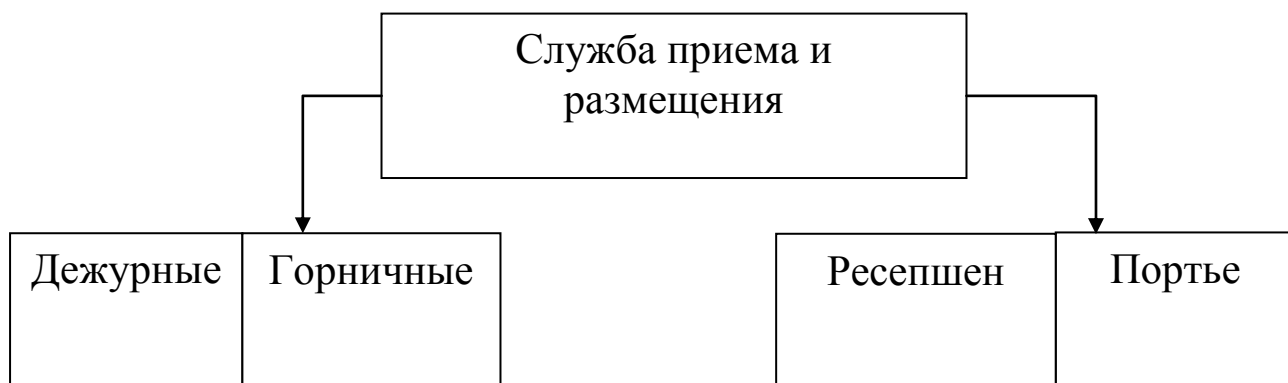 Служба приема и
размещения
Дежурные
Горничные
Ресепшен
Портье